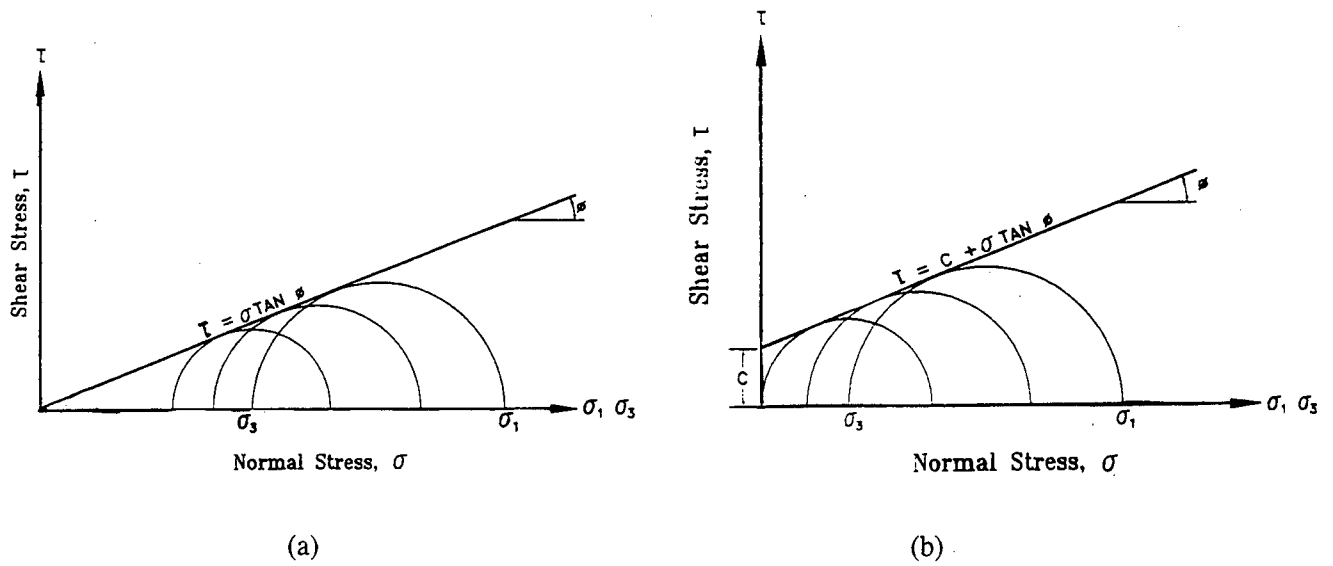 τ
Shear Stress, τ
τ = σ TAN ø
ø
σ₃
σ₁
σ₁ σ₃
Normal Stress, σ
(a)
τ
Shear Stress, τ
τ = C + σ TAN ø
ø
C
σ₃
σ₁
σ₁ σ₃
Normal Stress, σ
(b)